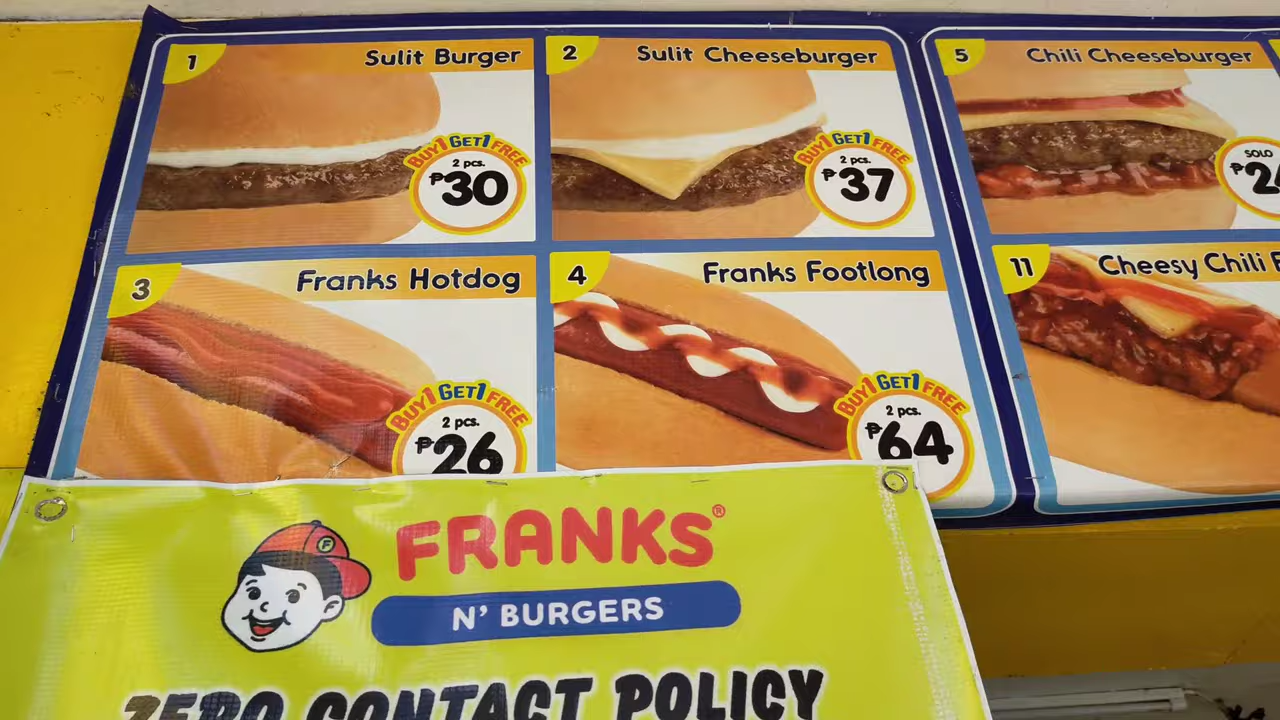 1
Sulit Burger
BUY1 GET1 FREE
2 pcs.
₱30
2
Sulit Cheeseburger
BUY1 GET1 FREE
2 pcs.
₱37
3
Franks Hotdog
BUY1 GET1 FREE
2 pcs.
₱26
4
Franks Footlong
BUY1 GET1 FREE
2 pcs.
₱64
5
Chili Cheeseburger
SOLO
11
Cheesy Chili
F
FRANKS®
N' BURGERS
ZERO CONTACT POLICY